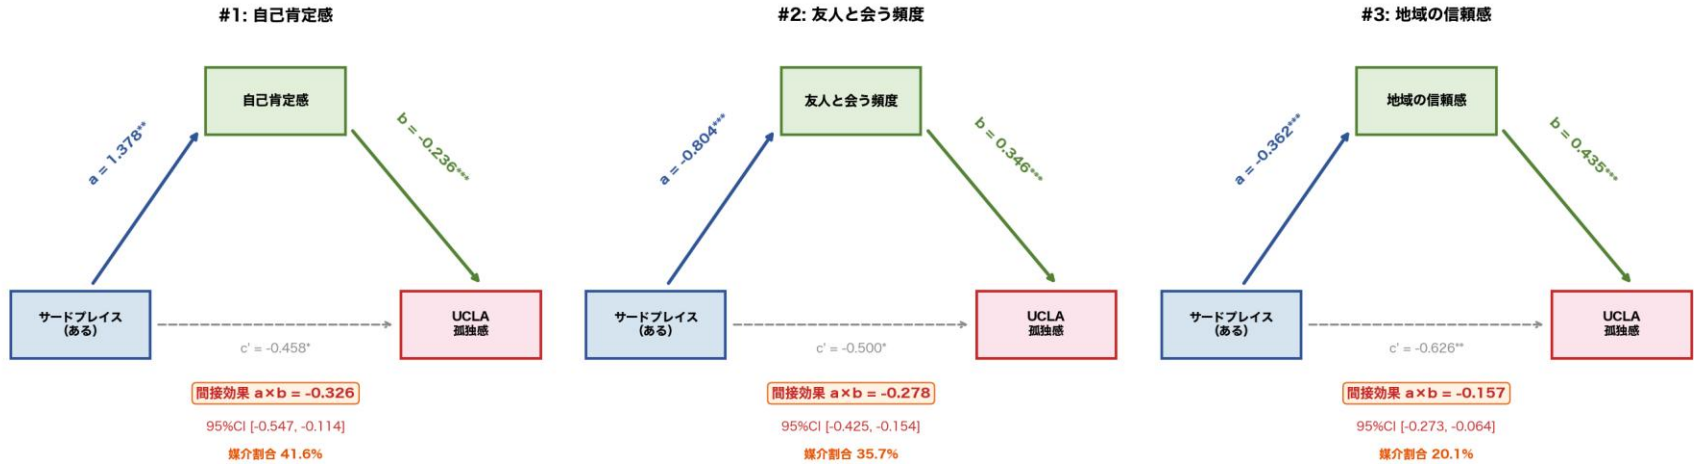 #1: 自己肯定感
自己肯定感
a = 1.378**
b = -0.236***
サードプレイス
(ある)
UCLA
孤独感
c' = -0.458*
間接効果 a×b = -0.326
95%CI [-0.547, -0.114]
媒介割合 41.6%
#2: 友人と会う頻度
友人と会う頻度
a = -0.804***
b = 0.346***
サードプレイス
(ある)
UCLA
孤独感
c' = -0.500*
間接効果 a×b = -0.278
95%CI [-0.425, -0.154]
媒介割合 35.7%
#3: 地域の信頼感
地域の信頼感
a = -0.362***
b = 0.435***
サードプレイス
(ある)
UCLA
孤独感
c' = -0.626**
間接効果 a×b = -0.157
95%CI [-0.273, -0.064]
媒介割合 20.1%